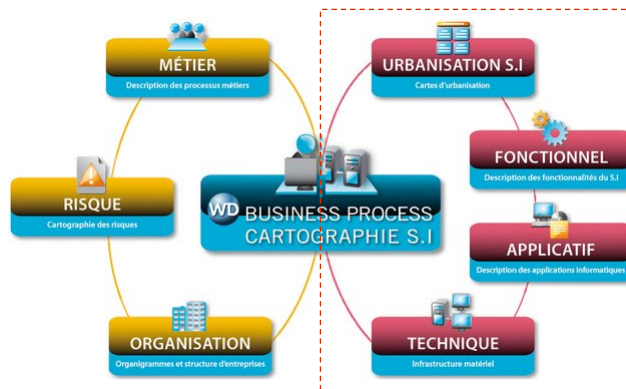 MÉTIER
Description des processus métiers
URBANISATION S.I
Cartes d'urbanisation
FONCTIONNEL
Description des fonctionnalités du S.I
RISQUE
Cartographie des risques
WD BUSINESS PROCESS
CARTOGRAPHIE S.I
APPLICATIF
Description des applications informatiques
ORGANISATION
Organigrammes et structure d'entreprises
TECHNIQUE
Infrastructure matériel